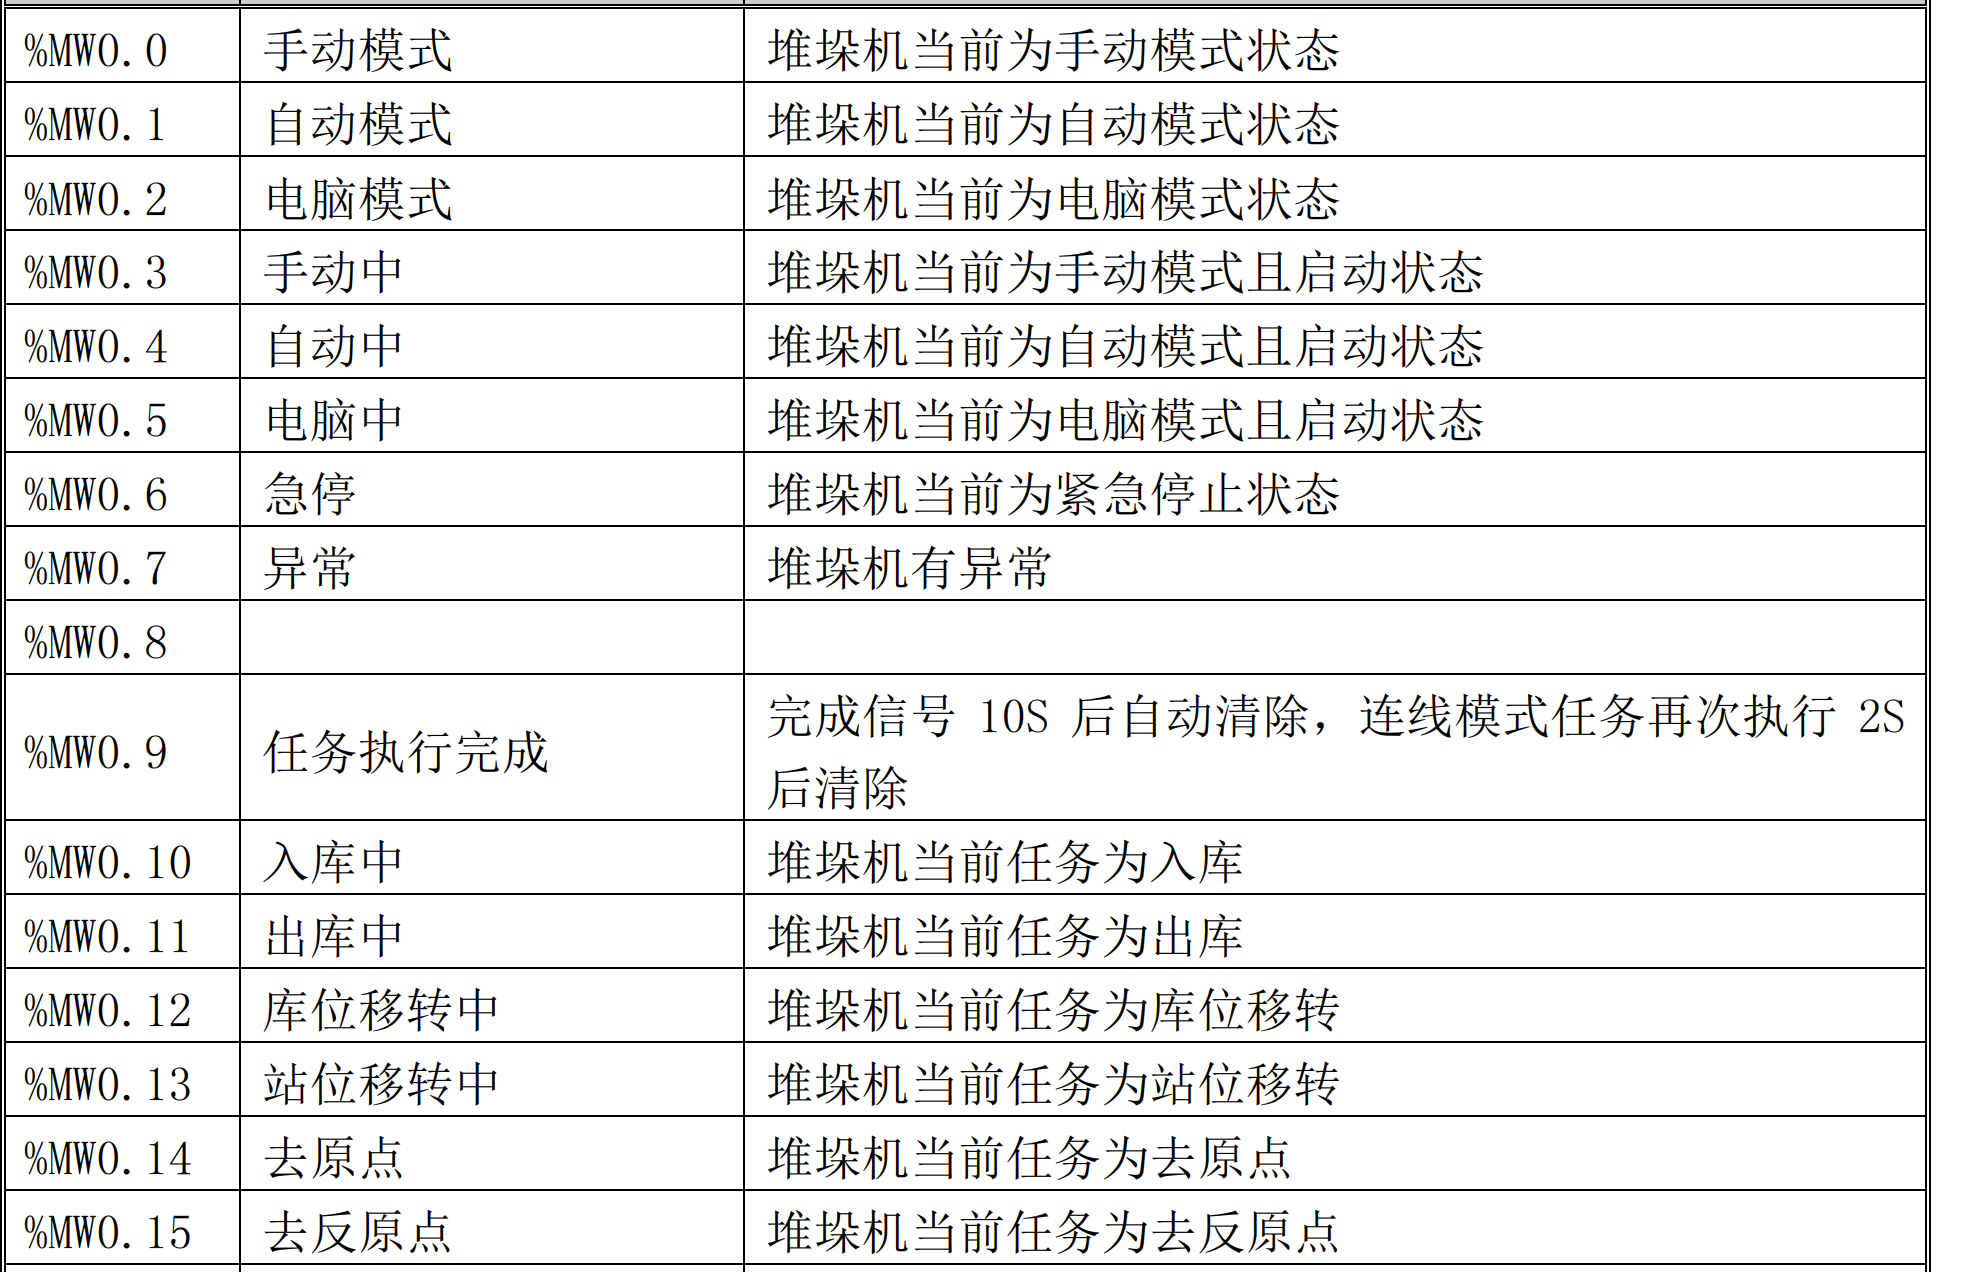 %MW0.0 手动模式 堆垛机当前为手动模式状态
%MW0.1 自动模式 堆垛机当前为自动模式状态
%MW0.2 电脑模式 堆垛机当前为电脑模式状态
%MW0.3 手动中 堆垛机当前为手动模式且启动状态
%MW0.4 自动中 堆垛机当前为自动模式且启动状态
%MW0.5 电脑中 堆垛机当前为电脑模式且启动状态
%MW0.6 急停 堆垛机当前为紧急停止状态
%MW0.7 异常 堆垛机有异常
%MW0.8
%MW0.9 任务执行完成 完成信号 10S 后自动清除，连线模式任务再次执行 2S
后清除
%MW0.10 入库中 堆垛机当前任务为入库
%MW0.11 出库中 堆垛机当前任务为出库
%MW0.12 库位移转中 堆垛机当前任务为库位移转
%MW0.13 站位移转中 堆垛机当前任务为站位移转
%MW0.14 去原点 堆垛机当前任务为去原点
%MW0.15 去反原点 堆垛机当前任务为去反原点